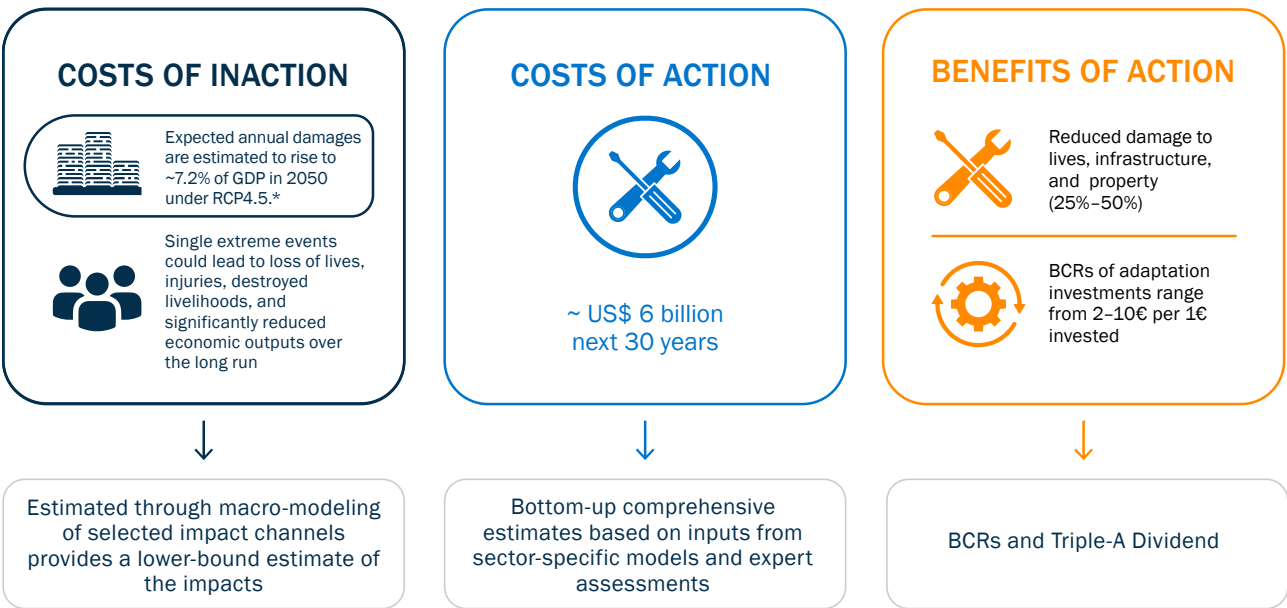 COSTS OF INACTION
Expected annual damages
are estimated to rise to
~7.2% of GDP in 2050
under RCP4.5.*
Single extreme events
could lead to loss of lives,
injuries, destroyed
livelihoods, and
significantly reduced
economic outputs over
the long run
Estimated through macro-modeling
of selected impact channels
provides a lower-bound estimate of
the impacts
COSTS OF ACTION
~ US$ 6 billion
next 30 years
Bottom-up comprehensive
estimates based on inputs from
sector-specific models and expert
assessments
BENEFITS OF ACTION
Reduced damage to
lives, infrastructure,
and property
(25%–50%)
BCRs of adaptation
investments range
from 2–10€ per 1€
invested
BCRs and Triple-A Dividend